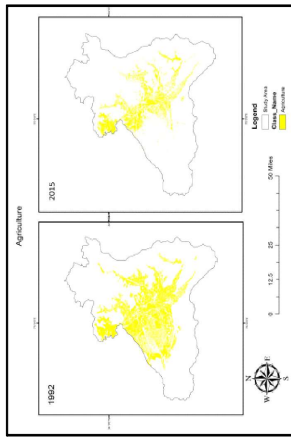 Agriculture
1992
2015
N
W
E
S
0
12.5
25
50 Miles
Legend
Study Area
Class_Name
Agriculture